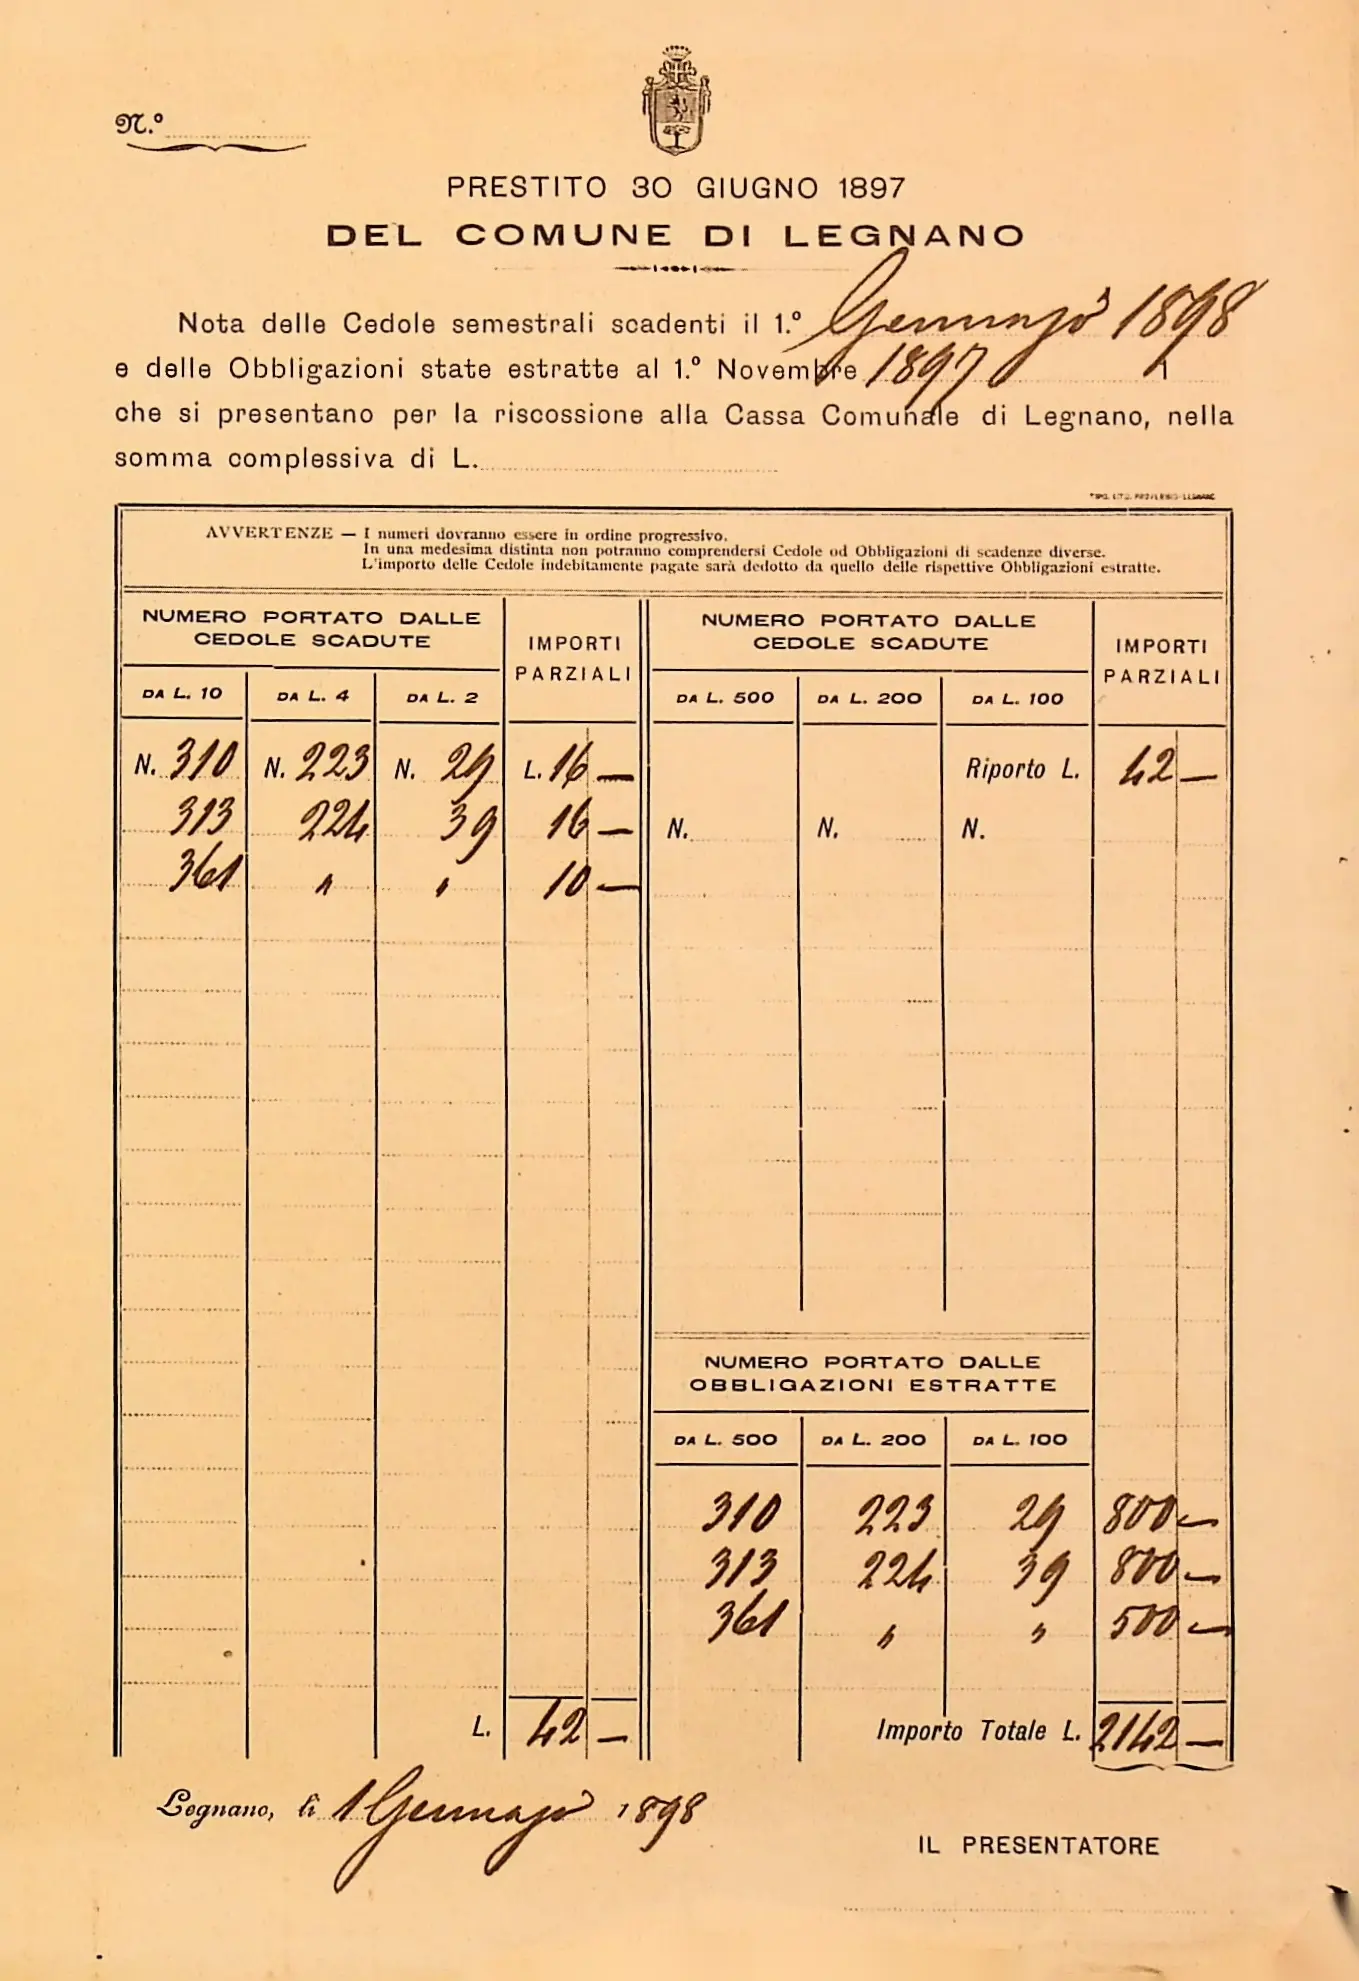 N.º
PRESTITO 30 GIUGNO 1897
DEL COMUNE DI LEGNANO
Nota delle Cedole semestrali scadenti il 1.º Gennajo 1898
e delle Obbligazioni state estratte al 1.º Novembre 1897
che si presentano per la riscossione alla Cassa Comunale di Legnano, nella
somma complessiva di L.
AVVERTENZE — I numeri dovranno essere in ordine progressivo.
In una medesima distinta non potranno comprendersi Cedole od Obbligazioni di scadenze diverse.
L'importo delle Cedole indebitamente pagate sarà dedotto da quello delle rispettive Obbligazioni estratte.
NUMERO PORTATO DALLE
CEDOLE SCADUTE
IMPORTI
PARZIALI
DA L. 10 DA L. 4 DA L. 2
N. 310 N. 223 N. 29 L. 16 —
313 224 39 16 —
361 " " 10 —
L. 42 —
NUMERO PORTATO DALLE
CEDOLE SCADUTE
IMPORTI
PARZIALI
DA L. 500 DA L. 200 DA L. 100
Riporto L. 42 —
N. N. N.
NUMERO PORTATO DALLE
OBBLIGAZIONI ESTRATTE
DA L. 500 DA L. 200 DA L. 100
310 223 29 800 —
313 224 39 800 —
361 " " 500 —
Importo Totale L. 2142 —
Legnano, li 1 Gennajo 1898
IL PRESENTATORE